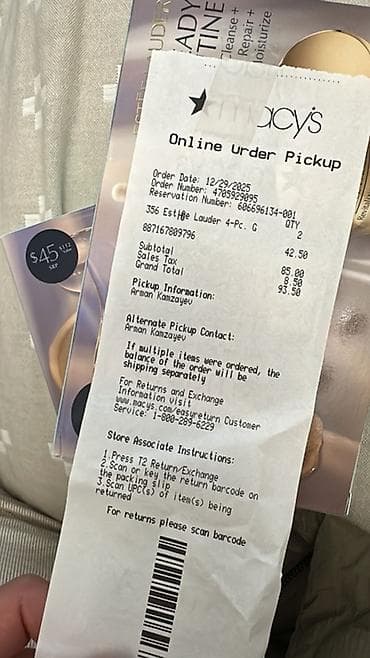 ADY
TINE
Cleanse +
Repair +
Moisturize
macy's
Online Order Pickup
Order Date: 12/29/2025
Order Number: 4705929095
Reservation Number: 606696134-001
QTY
356 Esthe Lauder 4-Pc. G 2
887167809796 42.50
Subtotal 85.00
Sales Tax 8.50
Grand Total 93.50
Pickup Information:
Arman Kamzayev
Alternate Pickup Contact:
Arman Kamzayev
If multiple items were ordered, the
balance of the order will be
shipping separately
For Returns and Exchange
Information visit
www.macys.com/easyreturn Customer
Service: 1-800-289-6229
Store Associate Instructions:
1.Press T2 Return/Exchange
2.Scan or key the return barcode on
the packing slip
3.Scan UPC(s) of item(s) being
returned
For returns please scan barcode
$45